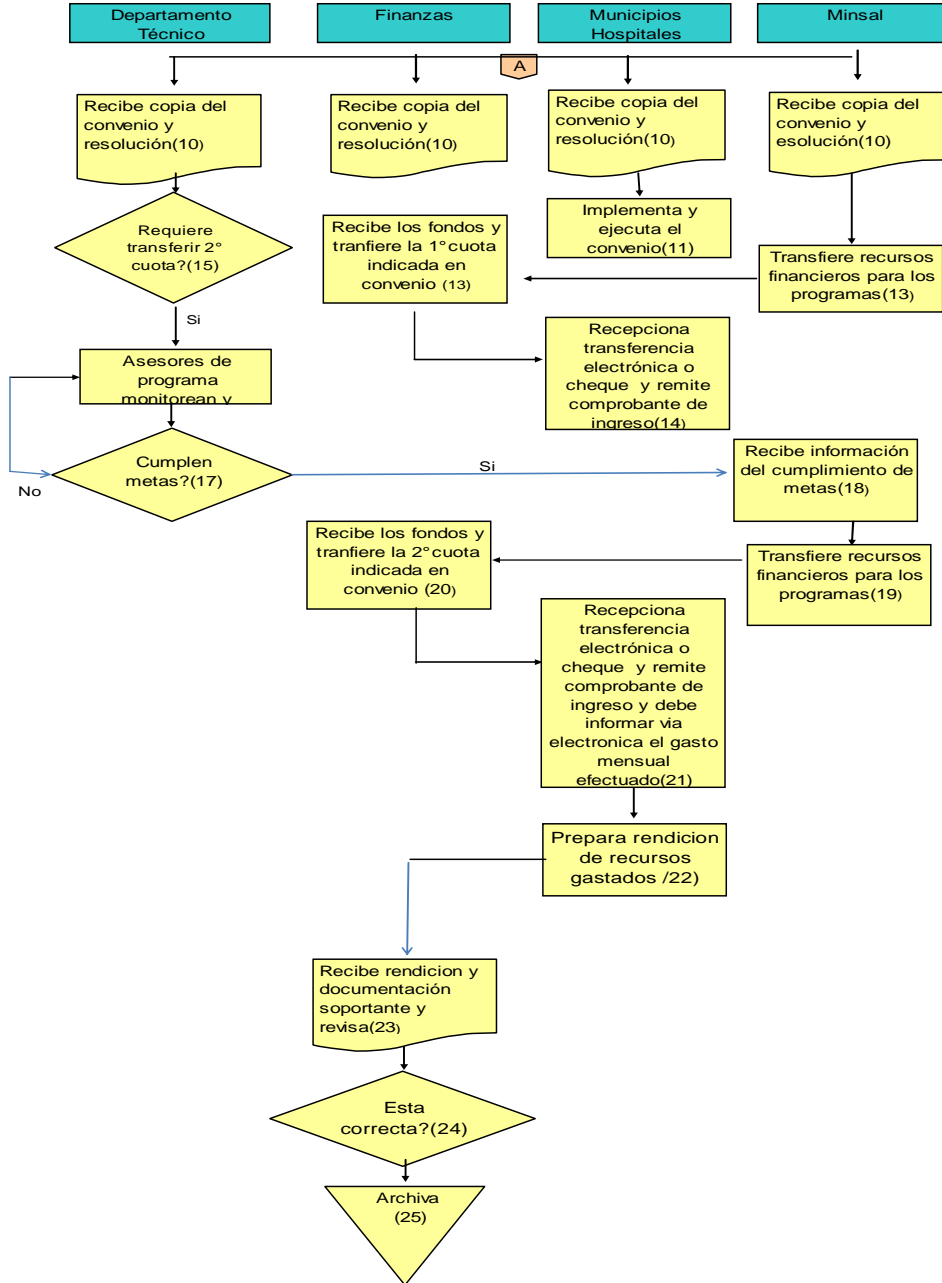 Departamento
Técnico
Finanzas
Municipios
Hospitales
Minsal
A
Recibe copia del
convenio y
resolución(10)
Recibe copia del
convenio y
resolución(10)
Recibe copia del
convenio y
resolución(10)
Recibe copia del
convenio y
esolución(10)
Requiere
transferir 2°
cuota?(15)
Recibe los fondos y
tranfiere la 1° cuota
indicada en
convenio (13)
Implementa y
ejecuta el
convenio(11)
Transfiere recursos
financieros para los
programas(13)
Si
Recepciona
transferencia
electrónica o
cheque y remite
comprobante de
ingreso(14)
Asesores de
programa
monitorean y
Cumplen
metas?(17)
No
Si
Recibe información
del cumplimiento de
metas(18)
Recibe los fondos y
tranfiere la 2° cuota
indicada en
convenio (20)
Transfiere recursos
financieros para los
programas(19)
Recepciona
transferencia
electrónica o
cheque y remite
comprobante de
ingreso y debe
informar via
electronica el gasto
mensual
efectuado(21)
Prepara rendicion
de recursos
gastados /22)
Recibe rendicion y
documentación
soportante y
revisa(23)
Esta
correcta?(24)
Archiva
(25)